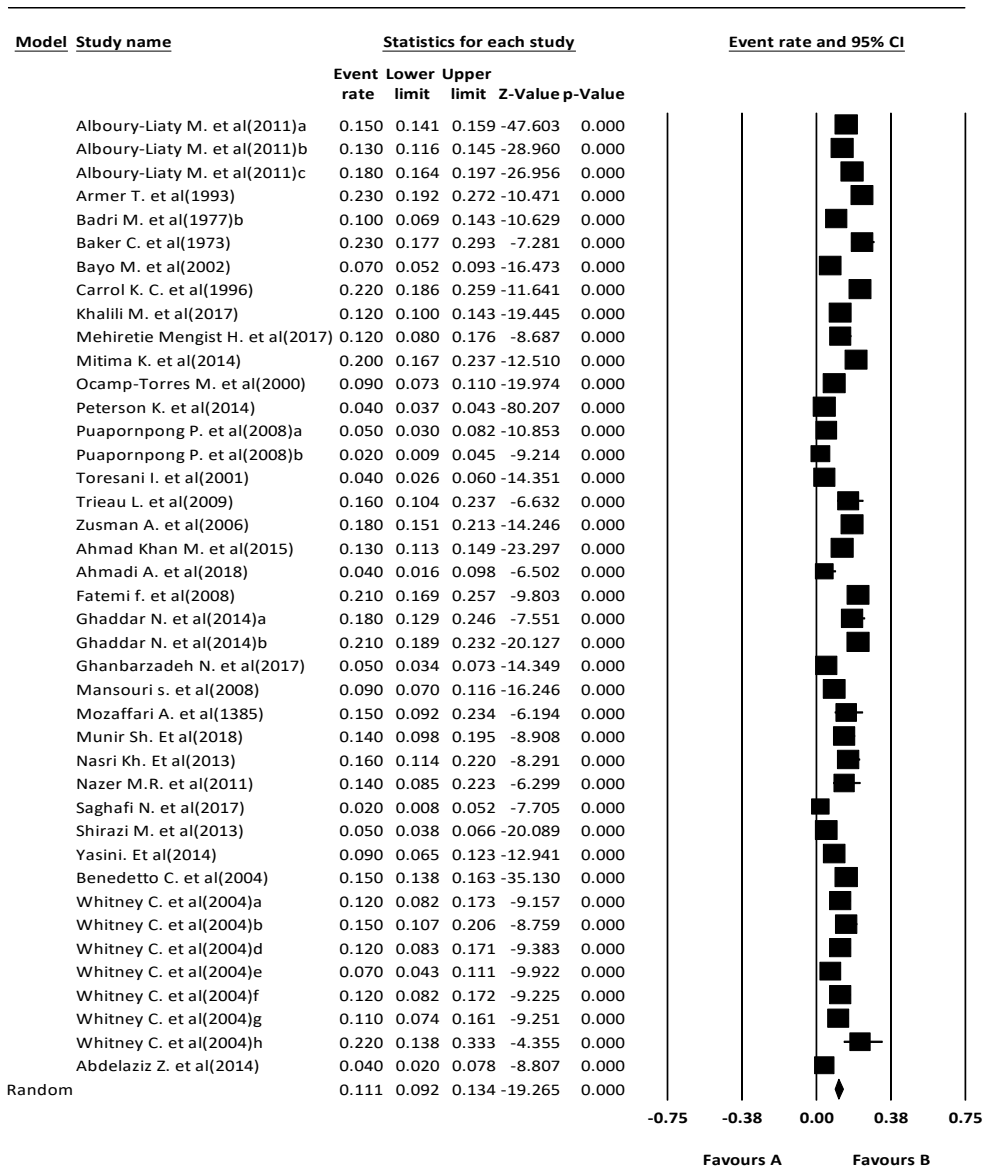 Model Study name Statistics for each study Event rate and 95% CI
Event Lower Upper
rate limit limit Z-Value p-Value
Alboury-Liaty M. et al(2011)a 0.150 0.141 0.159 -47.603 0.000
Alboury-Liaty M. et al(2011)b 0.130 0.116 0.145 -28.960 0.000
Alboury-Liaty M. et al(2011)c 0.180 0.164 0.197 -26.956 0.000
Armer T. et al(1993) 0.230 0.192 0.272 -10.471 0.000
Badri M. et al(1977)b 0.100 0.069 0.143 -10.629 0.000
Baker C. et al(1973) 0.230 0.177 0.293 -7.281 0.000
Bayo M. et al(2002) 0.070 0.052 0.093 -16.473 0.000
Carrol K. C. et al(1996) 0.220 0.186 0.259 -11.641 0.000
Khalili M. et al(2017) 0.120 0.100 0.143 -19.445 0.000
Mehiretie Mengist H. et al(2017) 0.120 0.080 0.176 -8.687 0.000
Mitima K. et al(2014) 0.200 0.167 0.237 -12.510 0.000
Ocamp-Torres M. et al(2000) 0.090 0.073 0.110 -19.974 0.000
Peterson K. et al(2014) 0.040 0.037 0.043 -80.207 0.000
Puapornpong P. et al(2008)a 0.050 0.030 0.082 -10.853 0.000
Puapornpong P. et al(2008)b 0.020 0.009 0.045 -9.214 0.000
Toresani I. et al(2001) 0.040 0.026 0.060 -14.351 0.000
Trieau L. et al(2009) 0.160 0.104 0.237 -6.632 0.000
Zusman A. et al(2006) 0.180 0.151 0.213 -14.246 0.000
Ahmad Khan M. et al(2015) 0.130 0.113 0.149 -23.297 0.000
Ahmadi A. et al(2018) 0.040 0.016 0.098 -6.502 0.000
Fatemi f. et al(2008) 0.210 0.169 0.257 -9.803 0.000
Ghaddar N. et al(2014)a 0.180 0.129 0.246 -7.551 0.000
Ghaddar N. et al(2014)b 0.210 0.189 0.232 -20.127 0.000
Ghanbarzadeh N. et al(2017) 0.050 0.034 0.073 -14.349 0.000
Mansouri s. et al(2008) 0.090 0.070 0.116 -16.246 0.000
Mozaffari A. et al(1385) 0.150 0.092 0.234 -6.194 0.000
Munir Sh. Et al(2018) 0.140 0.098 0.195 -8.908 0.000
Nasri Kh. Et al(2013) 0.160 0.114 0.220 -8.291 0.000
Nazer M.R. et al(2011) 0.140 0.085 0.223 -6.299 0.000
Saghafi N. et al(2017) 0.020 0.008 0.052 -7.705 0.000
Shirazi M. et al(2013) 0.050 0.038 0.066 -20.089 0.000
Yasini. Et al(2014) 0.090 0.065 0.123 -12.941 0.000
Benedetto C. et al(2004) 0.150 0.138 0.163 -35.130 0.000
Whitney C. et al(2004)a 0.120 0.082 0.173 -9.157 0.000
Whitney C. et al(2004)b 0.150 0.107 0.206 -8.759 0.000
Whitney C. et al(2004)d 0.120 0.083 0.171 -9.383 0.000
Whitney C. et al(2004)e 0.070 0.043 0.111 -9.922 0.000
Whitney C. et al(2004)f 0.120 0.082 0.172 -9.225 0.000
Whitney C. et al(2004)g 0.110 0.074 0.161 -9.251 0.000
Whitney C. et al(2004)h 0.220 0.138 0.333 -4.355 0.000
Abdelaziz Z. et al(2014) 0.040 0.020 0.078 -8.807 0.000
Random 0.111 0.092 0.134 -19.265 0.000
-0.75 -0.38 0.00 0.38 0.75
Favours A Favours B